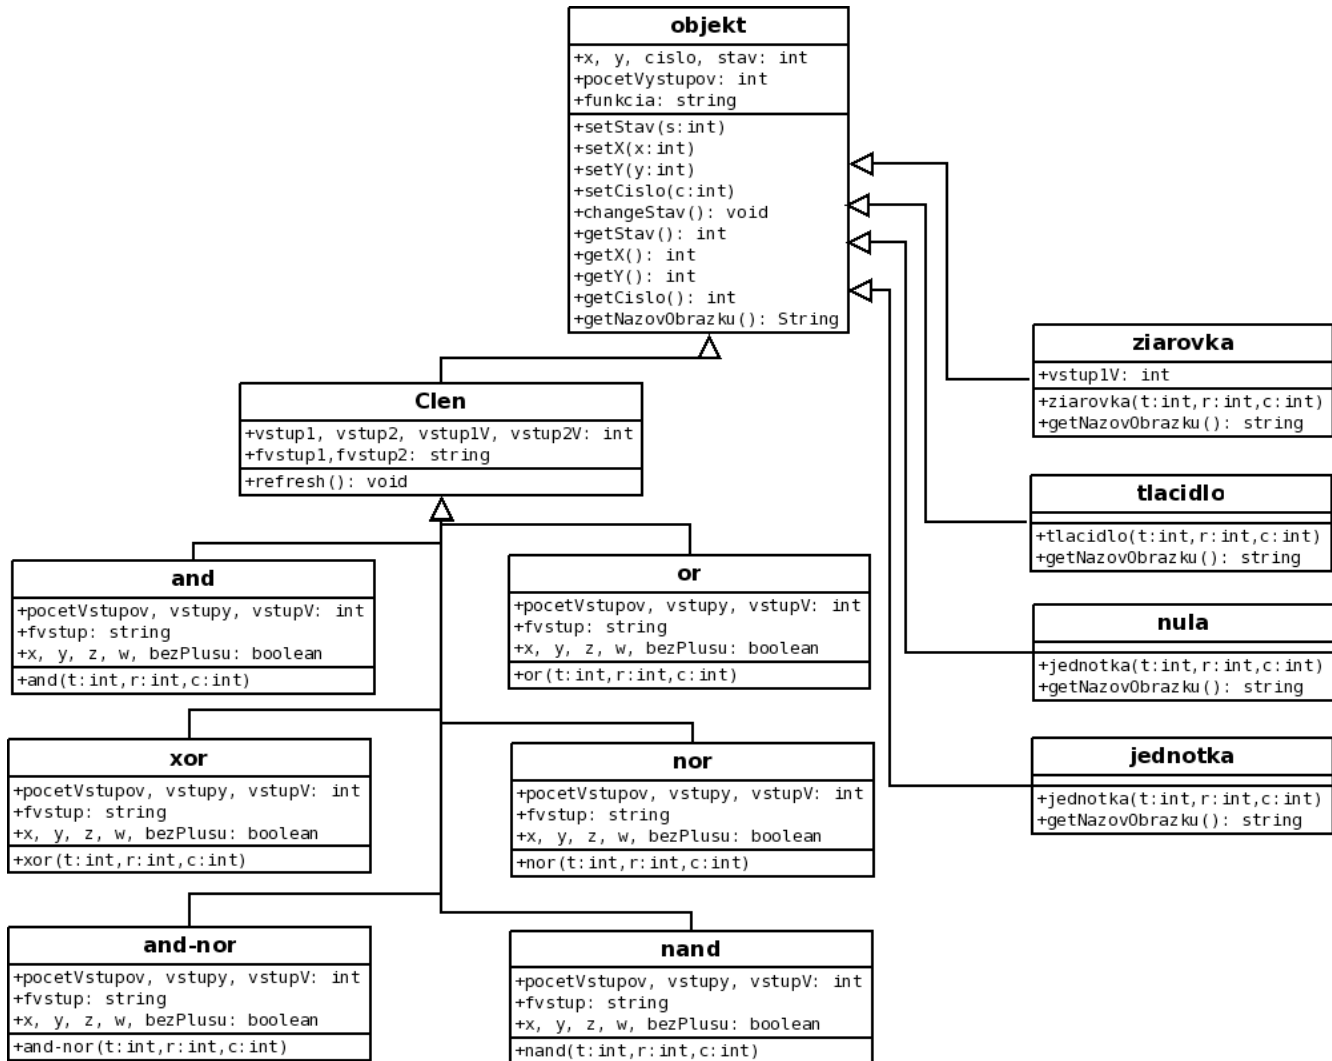 objekt
+x, y, cislo, stav: int
+pocetVystupov: int
+funkcia: string
+setStav(s:int)
+setX(x:int)
+setY(y:int)
+setCislo(c:int)
+changeStav(): void
+getStav(): int
+getX(): int
+getY(): int
+getCislo(): int
+getNazovObrazku(): String
Clen
+vstup1, vstup2, vstup1V, vstup2V: int
+fvstup1,fvstup2: string
+refresh(): void
and
+pocetVstupov, vstupy, vstupV: int
+fvstup: string
+x, y, z, w, bezPlusu: boolean
+and(t:int,r:int,c:int)
or
+pocetVstupov, vstupy, vstupV: int
+fvstup: string
+x, y, z, w, bezPlusu: boolean
+or(t:int,r:int,c:int)
xor
+pocetVstupov, vstupy, vstupV: int
+fvstup: string
+x, y, z, w, bezPlusu: boolean
+xor(t:int,r:int,c:int)
nor
+pocetVstupov, vstupy, vstupV: int
+fvstup: string
+x, y, z, w, bezPlusu: boolean
+nor(t:int,r:int,c:int)
and-nor
+pocetVstupov, vstupy, vstupV: int
+fvstup: string
+x, y, z, w, bezPlusu: boolean
+and-nor(t:int,r:int,c:int)
nand
+pocetVstupov, vstupy, vstupV: int
+fvstup: string
+x, y, z, w, bezPlusu: boolean
+nand(t:int,r:int,c:int)
ziarovka
+vstup1V: int
+ziarovka(t:int,r:int,c:int)
+getNazovObrazku(): string
tlacidlo
+tlacidlo(t:int,r:int,c:int)
+getNazovObrazku(): string
nula
+jednotka(t:int,r:int,c:int)
+getNazovObrazku(): string
jednotka
+jednotka(t:int,r:int,c:int)
+getNazovObrazku(): string